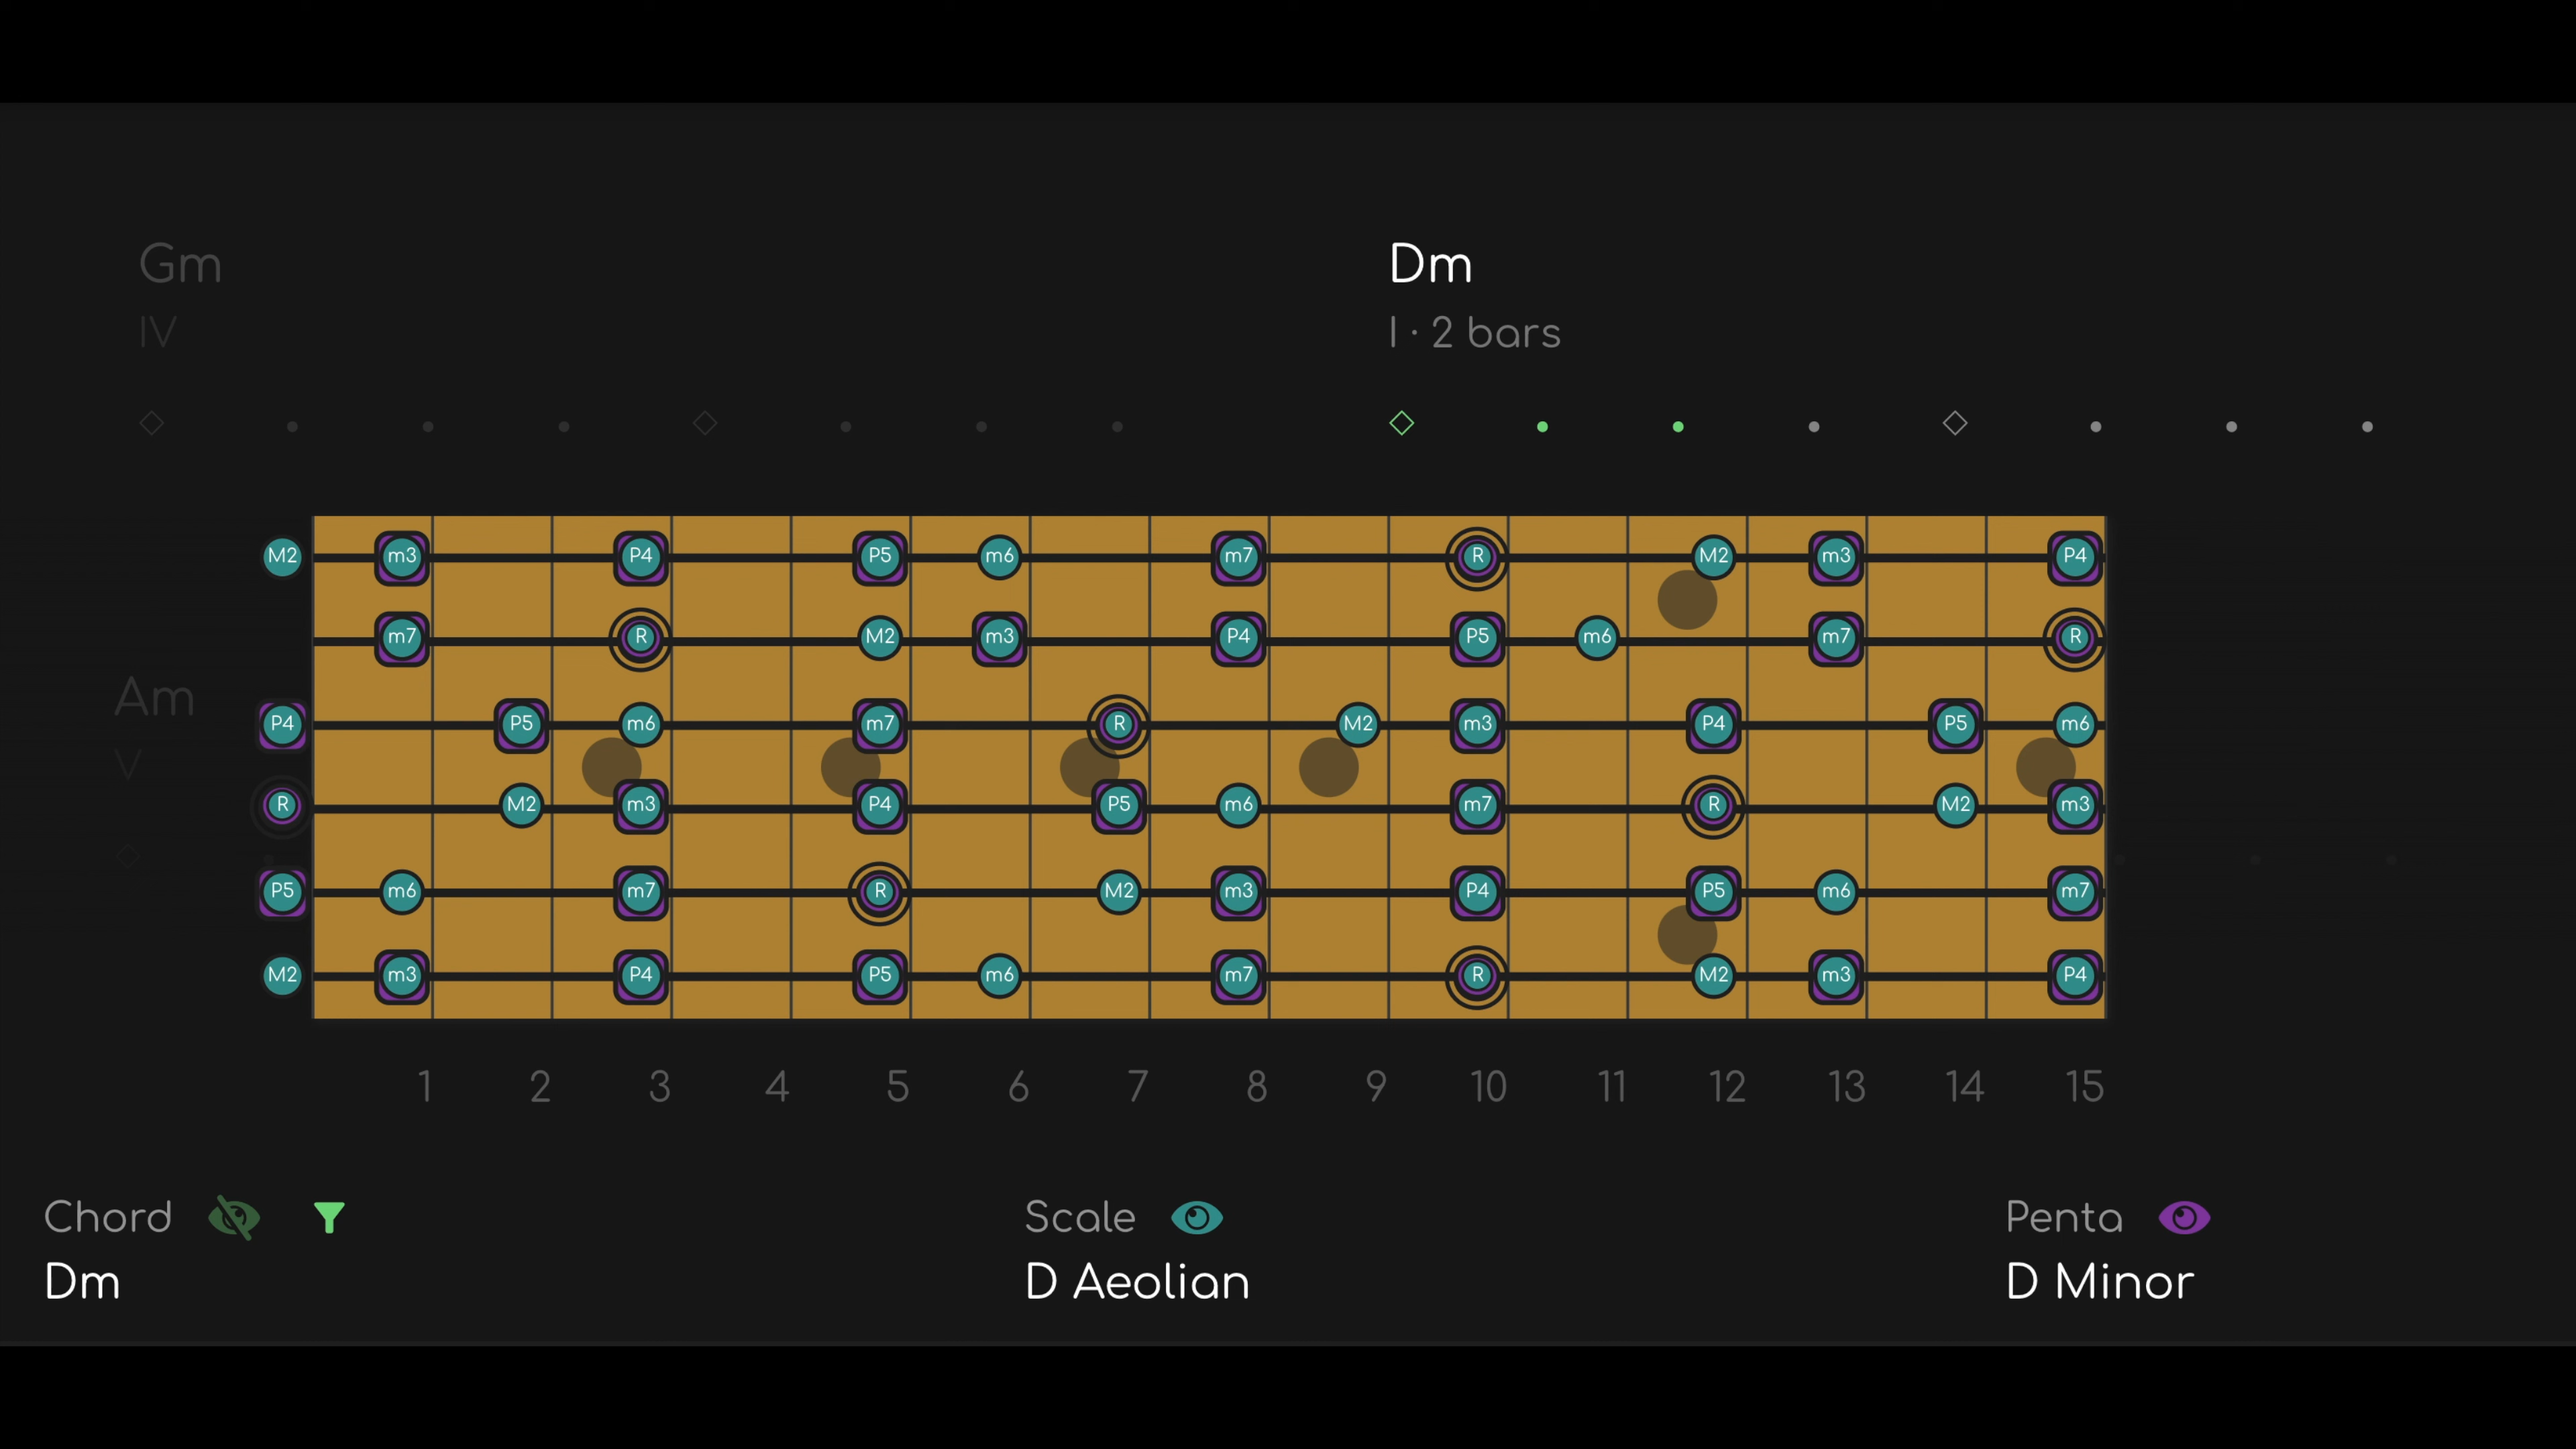 Gm
Dm
IV
I · 2 bars
M2 m3 P4 P5 m6 m7 R M2 m3 P4
m7 R M2 m3 P4 P5 m6 m7 R
Am
P4 P5 m6 m7 R M2 m3 P4 P5 m6
V
R M2 m3 P4 P5 m6 m7 R M2 m3
P5 m6 m7 R M2 m3 P4 P5 m6 m7
M2 m3 P4 P5 m6 m7 R M2 m3 P4
1 2 3 4 5 6 7 8 9 10 11 12 13 14 15
Chord
Scale
Penta
Dm
D Aeolian
D Minor